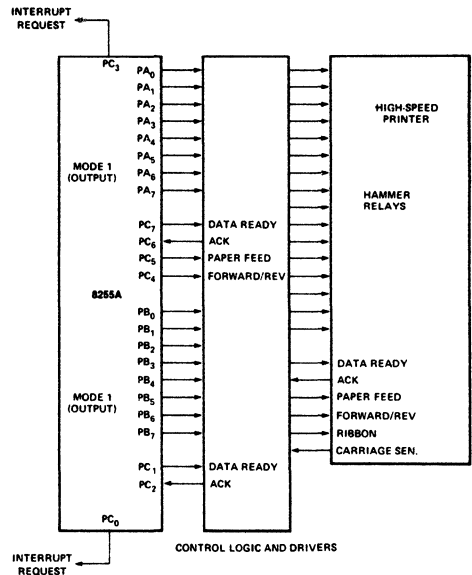 INTERRUPT
REQUEST
PC3
PA0
PA1
PA2
PA3
PA4
PA5
PA6
PA7
MODE 1
(OUTPUT)
PC7
PC6
PC5
PC4
8255A
PB0
PB1
PB2
PB3
PB4
PB5
PB6
PB7
MODE 1
(OUTPUT)
PC1
PC2
PC0
INTERRUPT
REQUEST
DATA READY
ACK
PAPER FEED
FORWARD/REV
DATA READY
ACK
CONTROL LOGIC AND DRIVERS
HIGH-SPEED
PRINTER
HAMMER
RELAYS
DATA READY
ACK
PAPER FEED
FORWARD/REV
RIBBON
CARRIAGE SEN.